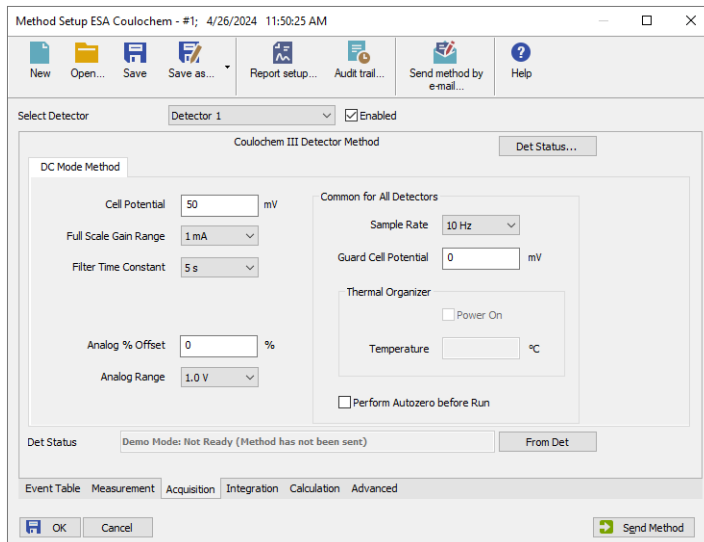 Method Setup ESA Coulochem - #1;  4/26/2024  11:50:25 AM
New Open... Save Save as... Report setup... Audit trail... Send method by e-mail... Help
Select Detector Detector 1 Enabled
Coulochem III Detector Method Det Status...
DC Mode Method
Cell Potential 50 mV
Full Scale Gain Range 1 mA
Filter Time Constant 5 s
Analog % Offset 0 %
Analog Range 1.0 V
Common for All Detectors
Sample Rate 10 Hz
Guard Cell Potential 0 mV
Thermal Organizer
Power On
Temperature ºC
Perform Autozero before Run
Det Status Demo Mode: Not Ready (Method has not been sent) From Det
Event Table Measurement Acquisition Integration Calculation Advanced
OK Cancel Send Method